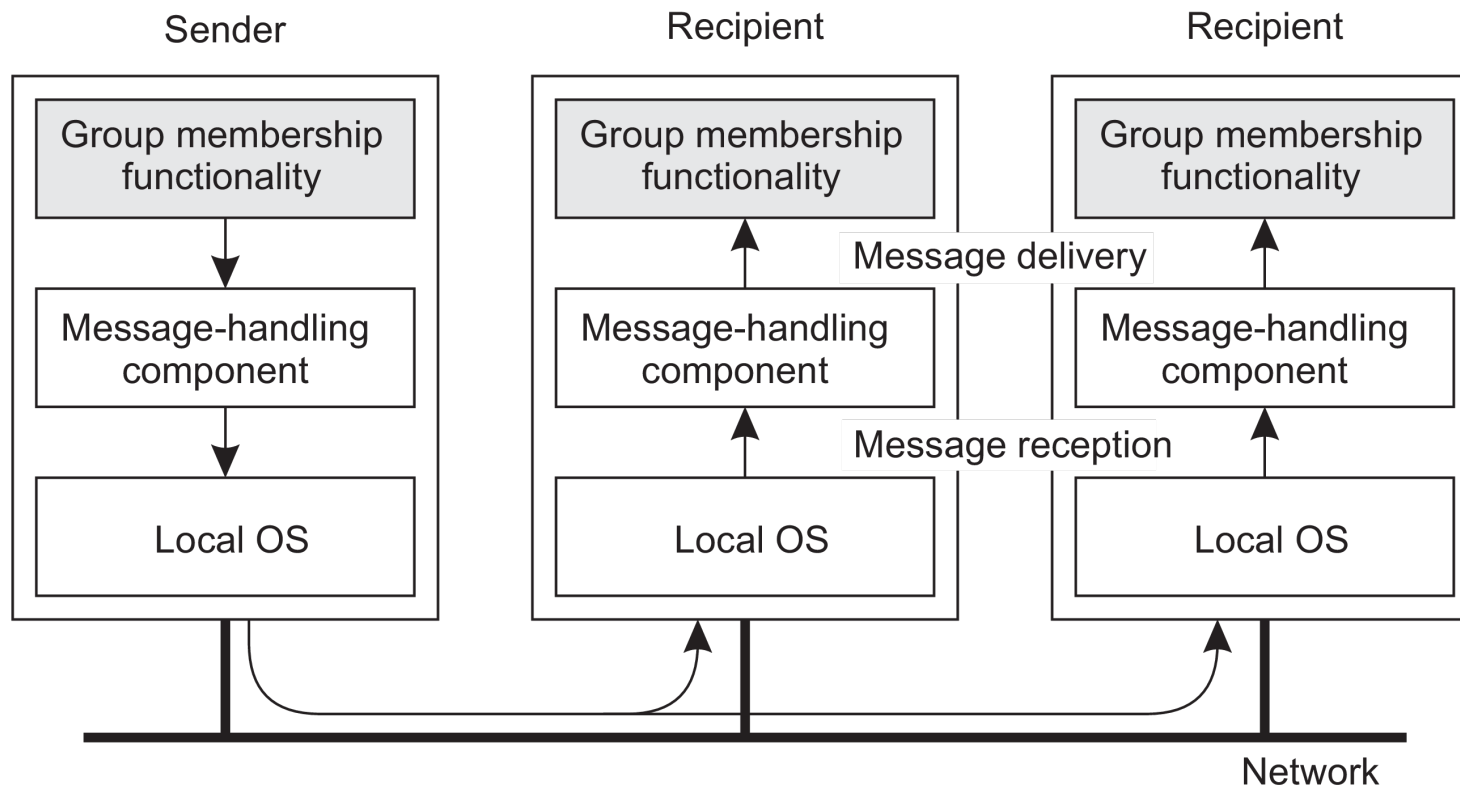 Sender
Recipient
Recipient
Group membership
functionality
Group membership
functionality
Group membership
functionality
Message delivery
Message-handling
component
Message-handling
component
Message-handling
component
Message reception
Local OS
Local OS
Local OS
Network